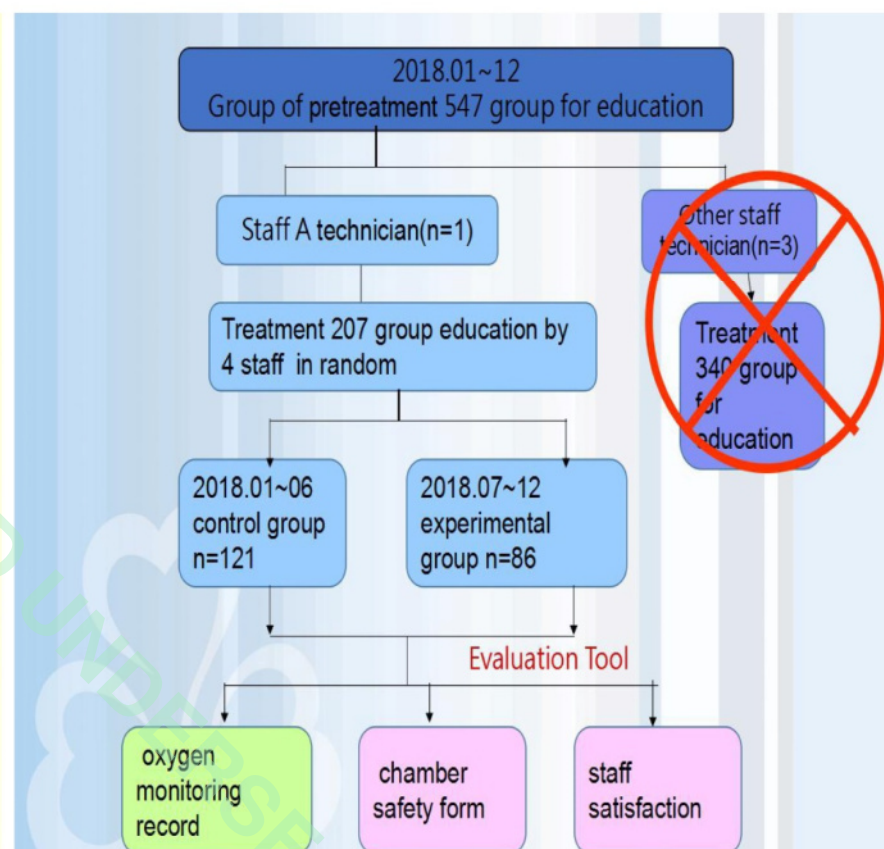 2018.01~12
Group of pretreatment 547 group for education
Staff A technician(n=1)
Other staff
technician(n=3)
Treatment 207 group education by
4 staff in random
Treatment
340 group
for
education
2018.01~06
control group
n=121
2018.07~12
experimental
group n=86
Evaluation Tool
oxygen
monitoring
record
chamber
safety form
staff
satisfaction